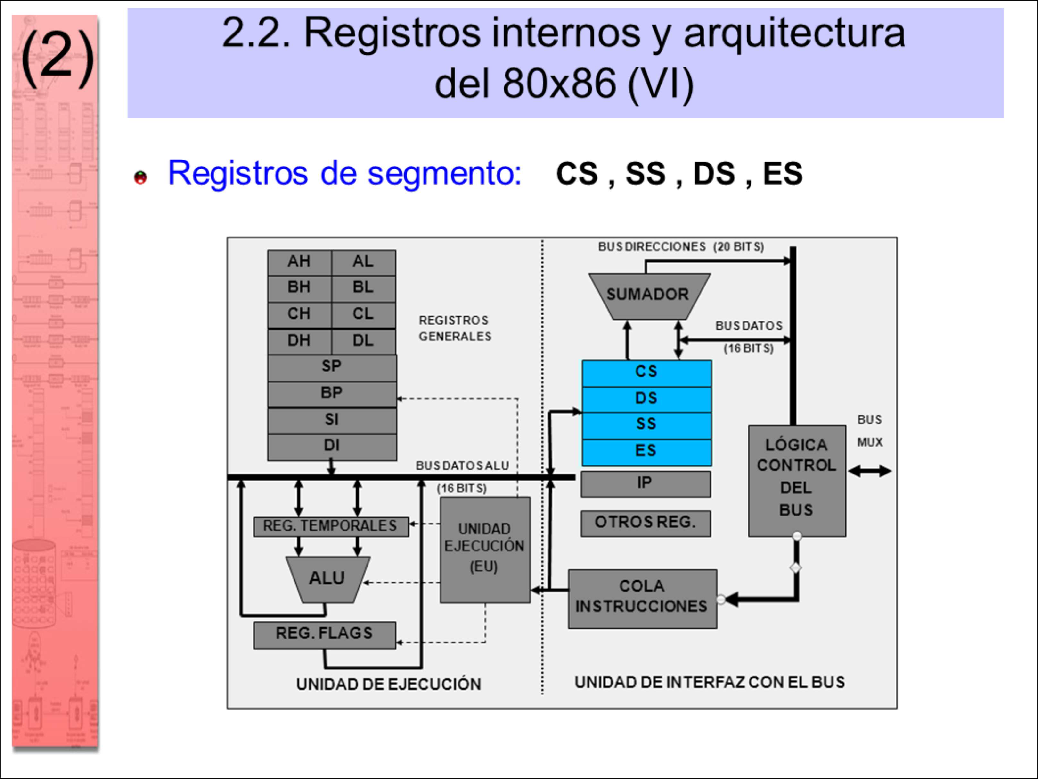 (2)
2.2. Registros internos y arquitectura
del 80x86 (VI)
Registros de segmento: CS , SS , DS , ES
AH AL
BH BL
CH CL
DH DL
SP
BP
SI
DI
REGISTROS
GENERALES
BUS DATOS ALU
(16 BITS)
REG. TEMPORALES
ALU
REG. FLAGS
UNIDAD
EJECUCIÓN
(EU)
UNIDAD DE EJECUCIÓN
BUS DIRECCIONES (20 BITS)
SUMADOR
BUS DATOS
(16 BITS)
CS
DS
SS
ES
IP
OTROS REG.
COLA
INSTRUCCIONES
LÓGICA
CONTROL
DEL
BUS
BUS
MUX
UNIDAD DE INTERFAZ CON EL BUS